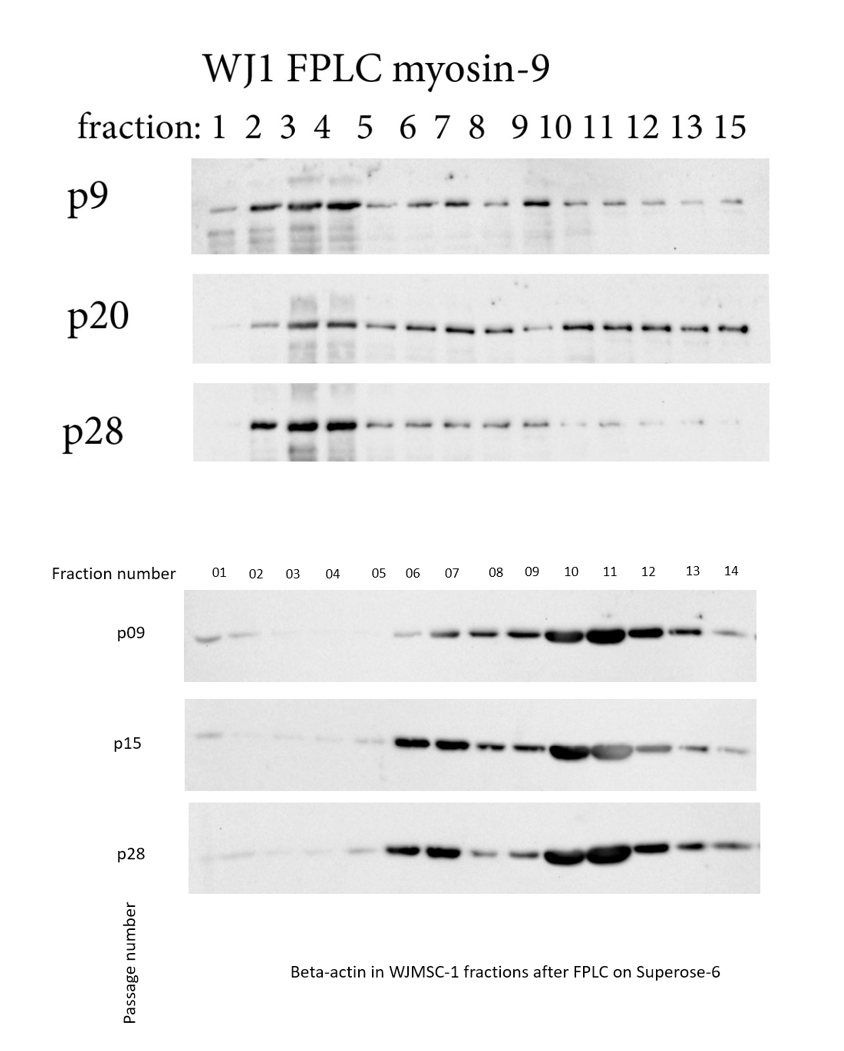 WJ1 FPLC myosin-9
fraction: 1 2 3 4 5 6 7 8 9 10 11 12 13 15
p9
p20
p28
Fraction number 01 02 03 04 05 06 07 08 09 10 11 12 13 14
p09
p15
p28
Passage number
Beta-actin in WJMSC-1 fractions after FPLC on Superose-6